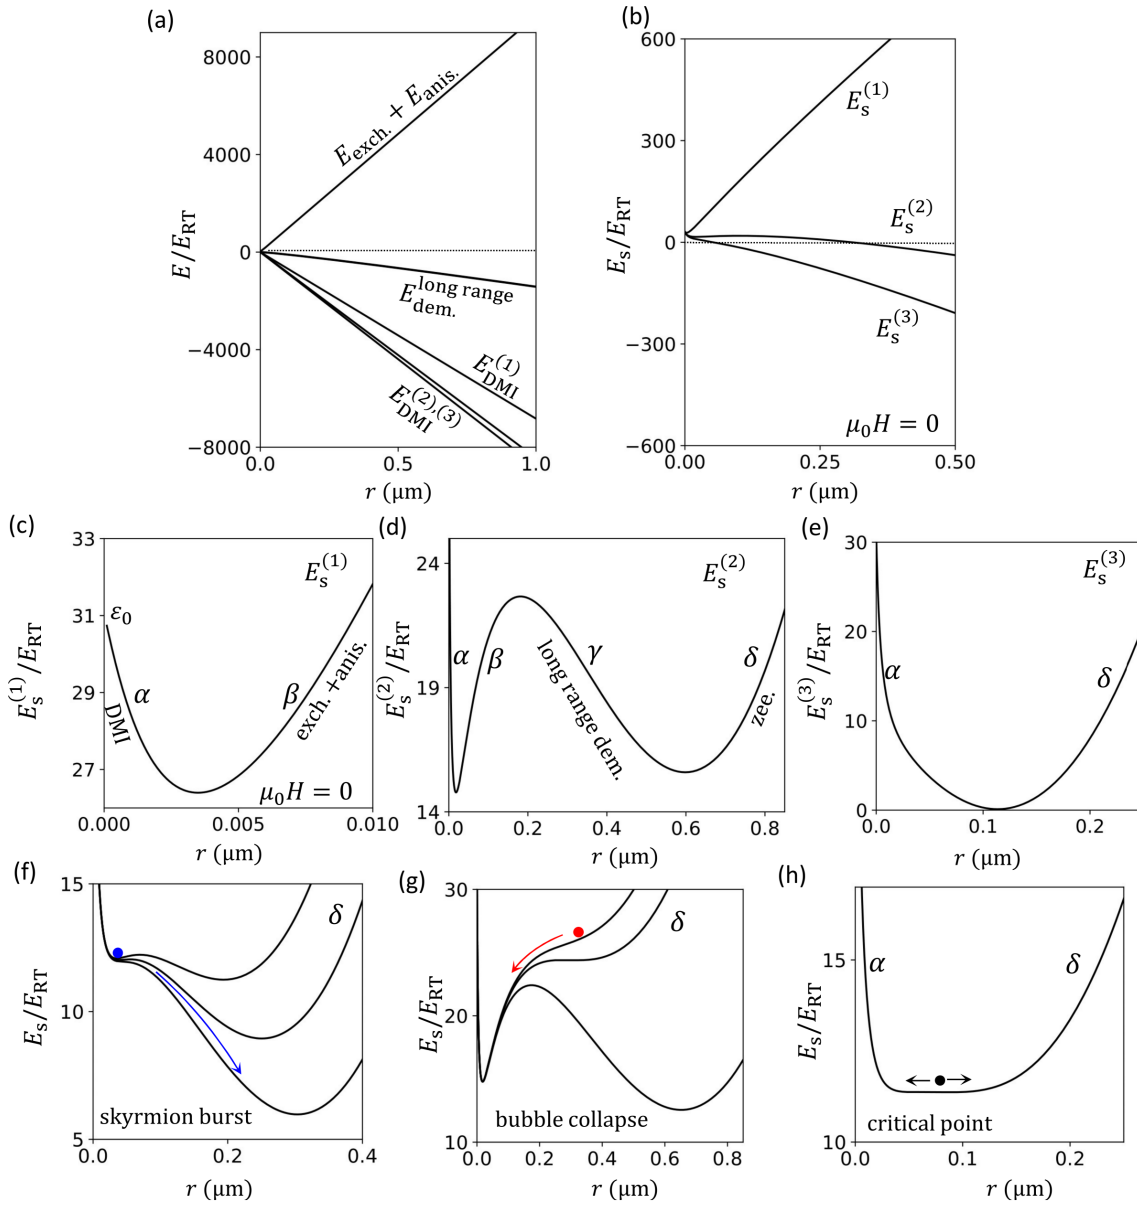 (a)
8000
4000
0
−4000
−8000
E/E_RT
E_exch. + E_anis.
E_dem.^long range
E_DMI^(1)
E_DMI^(2),(3)
0.0
0.5
1.0
r (μm)
(b)
600
300
0
−300
−600
E_s/E_RT
E_s^(1)
E_s^(2)
E_s^(3)
μ₀H = 0
0.00
0.25
0.50
r (μm)
(c)
33
31
29
27
E_s^(1)/E_RT
E_s^(1)
ε₀
α
DMI
β
exch. +anis.
μ₀H = 0
0.000
0.005
0.010
r (μm)
(d)
24
19
14
E_s^(2)/E_RT
E_s^(2)
α
β
γ
long range dem.
δ
zee.
0.0
0.2
0.4
0.6
0.8
r (μm)
(e)
30
20
10
0
E_s^(3)/E_RT
E_s^(3)
α
δ
0.0
0.1
0.2
r (μm)
(f)
15
10
5
E_s/E_RT
δ
skyrmion burst
0.0
0.2
0.4
r (μm)
(g)
30
20
10
E_s/E_RT
δ
bubble collapse
0.0
0.2
0.4
0.6
0.8
r (μm)
(h)
15
10
E_s/E_RT
α
δ
critical point
0.0
0.1
0.2
r (μm)